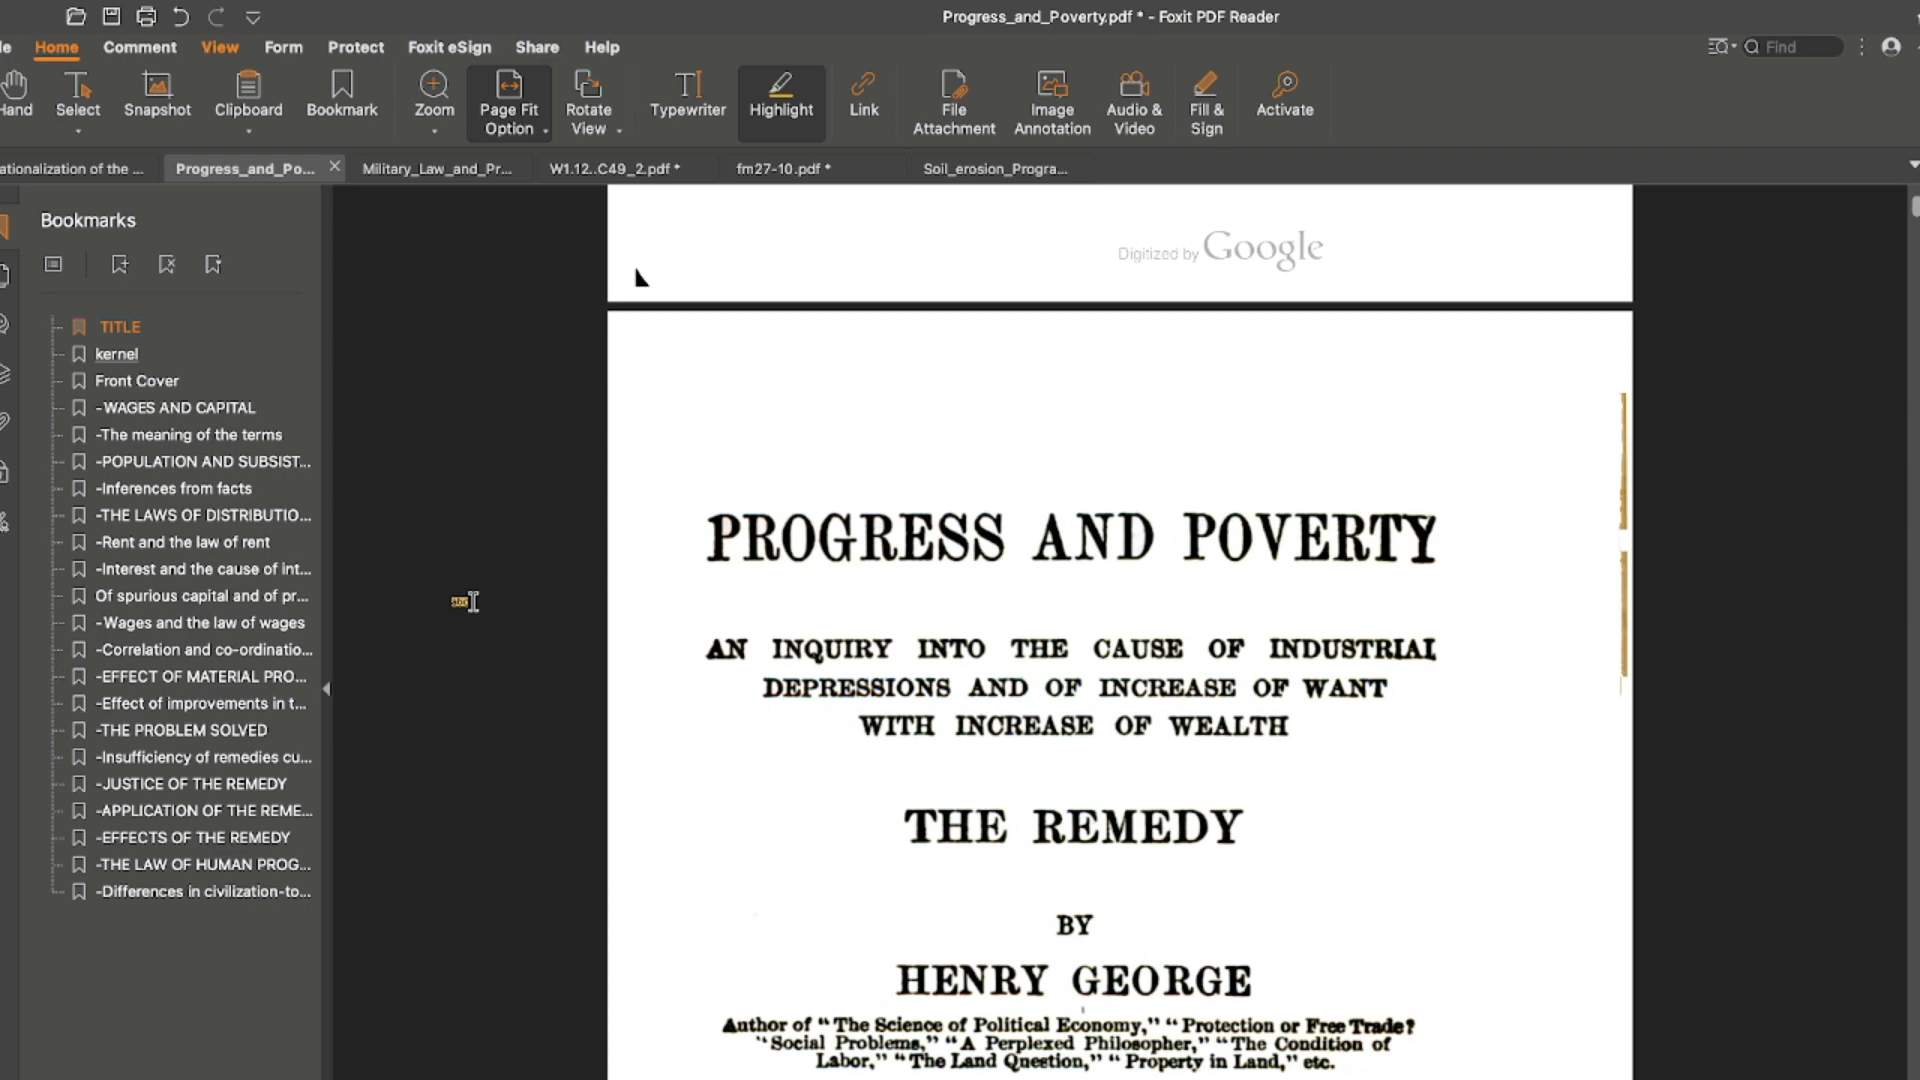 Progress_and_Poverty.pdf * - Foxit PDF Reader
Home Comment View Form Protect Foxit eSign Share Help
Find
Hand Select Snapshot Clipboard Bookmark Zoom Page Fit Option Rotate View Typewriter Highlight Link File Attachment Image Annotation Audio & Video Fill & Sign Activate
ationalization of the ... Progress_and_Po... Military_Law_and_Pr... W1.12..C49_2.pdf * fm27-10.pdf * Soil_erosion_Progra...
Bookmarks
TITLE
kernel
Front Cover
-WAGES AND CAPITAL
-The meaning of the terms
-POPULATION AND SUBSIST...
-Inferences from facts
-THE LAWS OF DISTRIBUTIO...
-Rent and the law of rent
-Interest and the cause of int...
Of spurious capital and of pr...
-Wages and the law of wages
-Correlation and co-ordinatio...
-EFFECT OF MATERIAL PRO...
-Effect of improvements in t...
-THE PROBLEM SOLVED
-Insufficiency of remedies cu...
-JUSTICE OF THE REMEDY
-APPLICATION OF THE REME...
-EFFECTS OF THE REMEDY
-THE LAW OF HUMAN PROG...
-Differences in civilization-to...
Digitized by Google
PROGRESS AND POVERTY
AN INQUIRY INTO THE CAUSE OF INDUSTRIAL
DEPRESSIONS AND OF INCREASE OF WANT
WITH INCREASE OF WEALTH
THE REMEDY
BY
HENRY GEORGE
Author of "The Science of Political Economy," "Protection or Free Trade?
"Social Problems," "A Perplexed Philosopher," "The Condition of
Labor," "The Land Question," "Property in Land," etc.